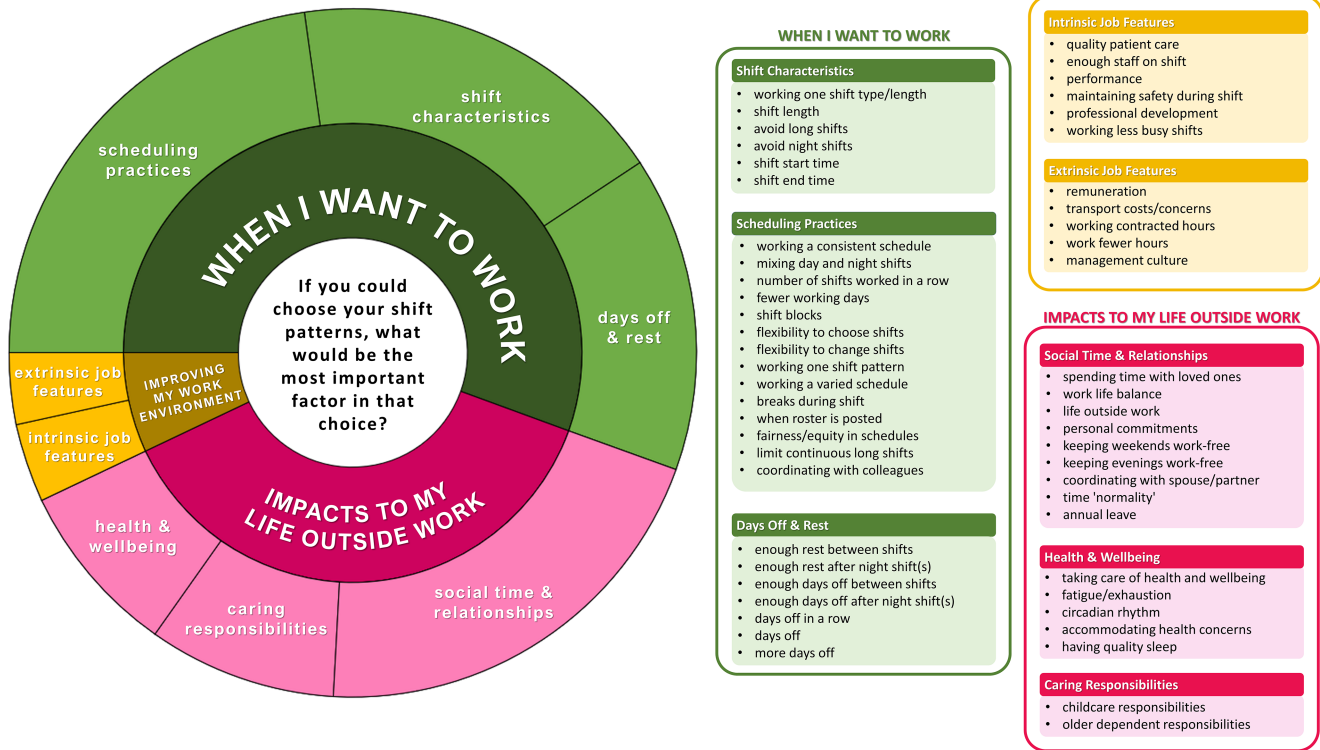 scheduling
practices
shift
characteristics
days off
& rest
WHEN I WANT TO WORK
If you could
choose your shift
patterns, what
would be the
most important
factor in that
choice?
extrinsic job
features
intrinsic job
features
IMPROVING
MY WORK
ENVIRONMENT
IMPACTS TO MY
LIFE OUTSIDE WORK
health &
wellbeing
caring
responsibilities
social time &
relationships
WHEN I WANT TO WORK
Shift Characteristics
• working one shift type/length
• shift length
• avoid long shifts
• avoid night shifts
• shift start time
• shift end time
Scheduling Practices
• working a consistent schedule
• mixing day and night shifts
• number of shifts worked in a row
• fewer working days
• shift blocks
• flexibility to choose shifts
• flexibility to change shifts
• working one shift pattern
• working a varied schedule
• breaks during shift
• when roster is posted
• fairness/equity in schedules
• limit continuous long shifts
• coordinating with colleagues
Days Off & Rest
• enough rest between shifts
• enough rest after night shift(s)
• enough days off between shifts
• enough days off after night shift(s)
• days off in a row
• days off
• more days off
Intrinsic Job Features
• quality patient care
• enough staff on shift
• performance
• maintaining safety during shift
• professional development
• working less busy shifts
Extrinsic Job Features
• remuneration
• transport costs/concerns
• working contracted hours
• work fewer hours
• management culture
IMPACTS TO MY LIFE OUTSIDE WORK
Social Time & Relationships
• spending time with loved ones
• work life balance
• life outside work
• personal commitments
• keeping weekends work-free
• keeping evenings work-free
• coordinating with spouse/partner
• time 'normality'
• annual leave
Health & Wellbeing
• taking care of health and wellbeing
• fatigue/exhaustion
• circadian rhythm
• accommodating health concerns
• having quality sleep
Caring Responsibilities
• childcare responsibilities
• older dependent responsibilities